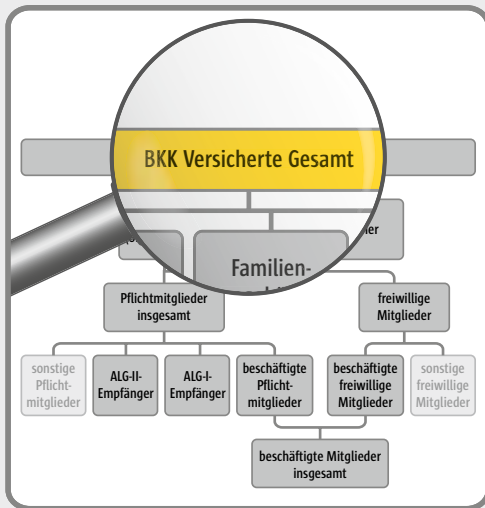 BKK Versicherte Gesamt
Familien-
Pflichtmitglieder
insgesamt
freiwillige
Mitglieder
sonstige
Pflicht-
mitglieder
ALG-II-
Empfänger
ALG-I-
Empfänger
beschäftigte
Pflicht-
mitglieder
beschäftigte
freiwillige
Mitglieder
sonstige
freiwillige
Mitglieder
beschäftigte Mitglieder
insgesamt